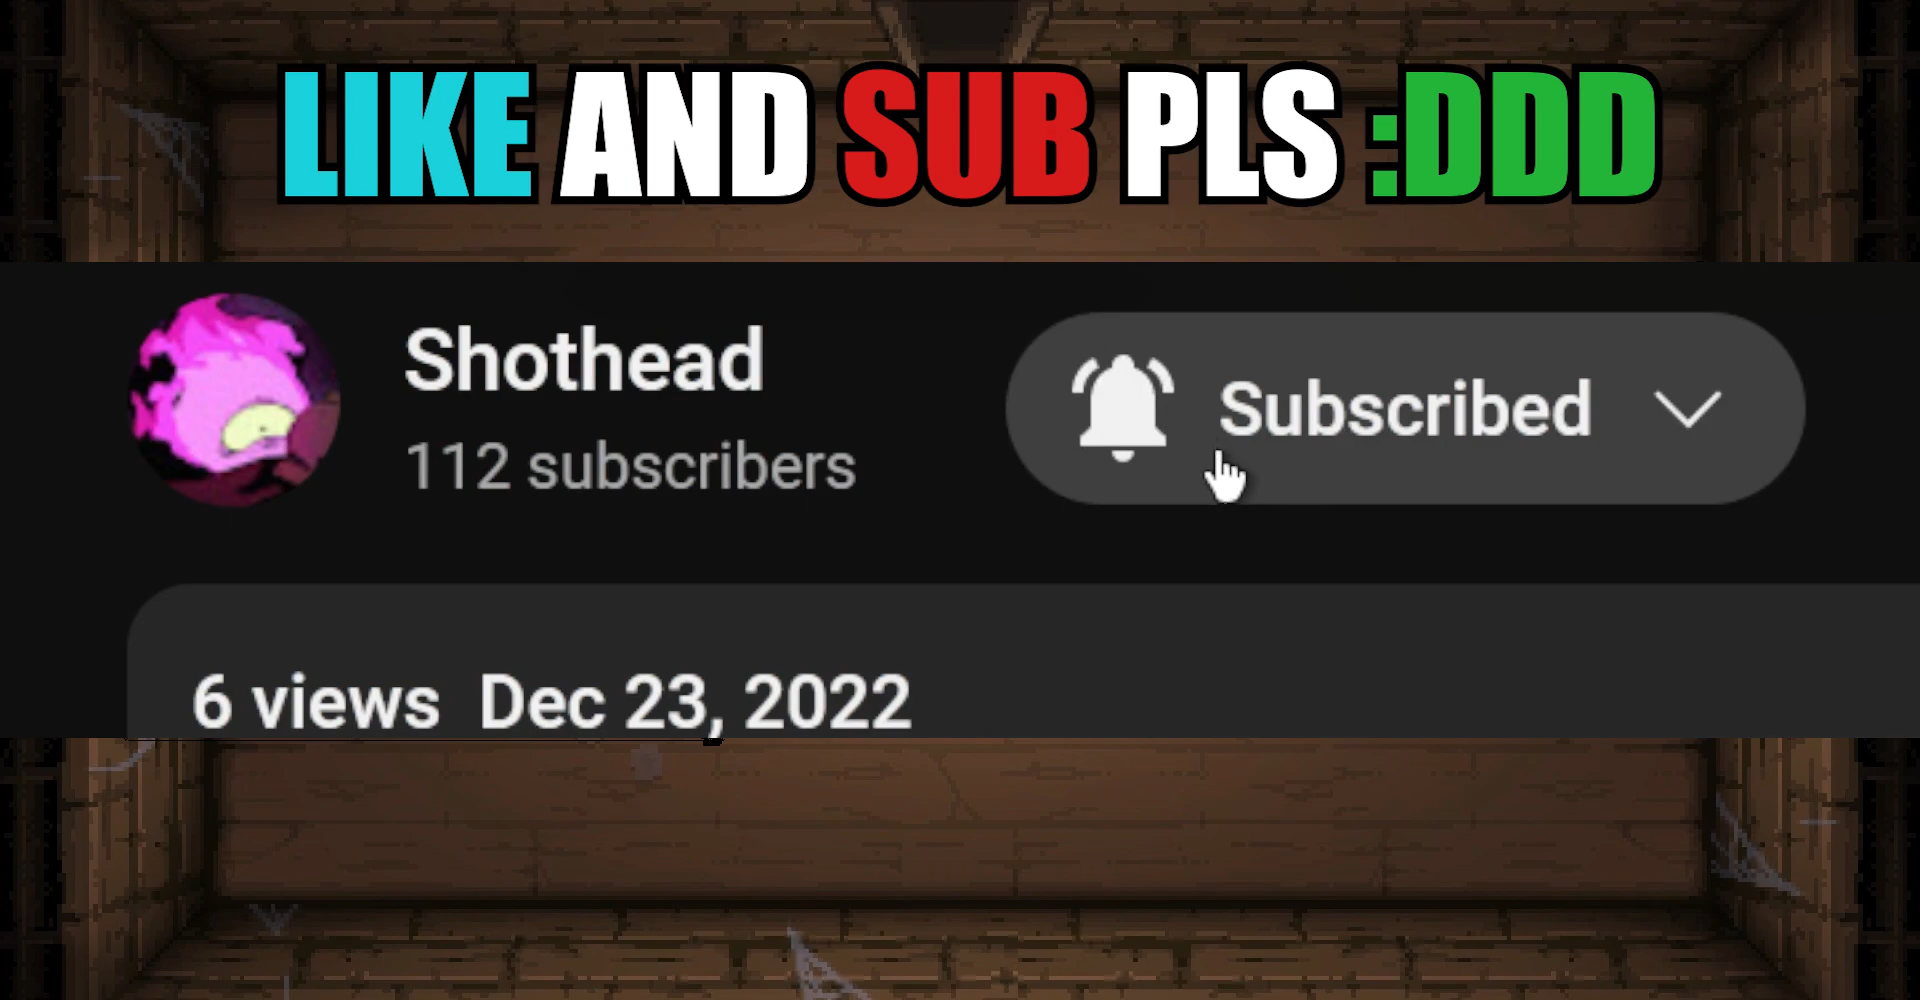 LIKE AND SUB PLS :DDD
Shothead
112 subscribers
Subscribed
6 views Dec 23, 2022